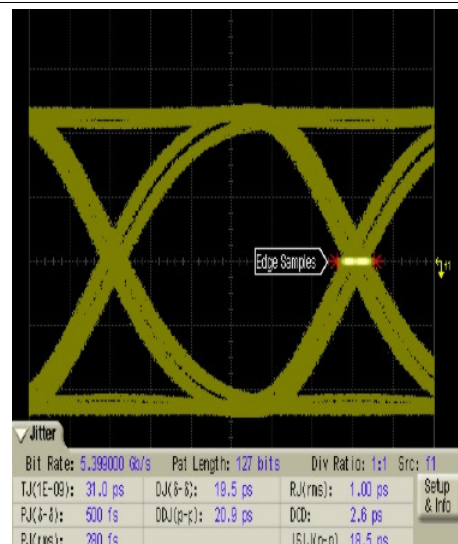 Edge Samples
f1
Jitter
Bit Rate: 5.399000 Gb/s Pat Length: 127 bits Div Ratio: 1:1 Src: f1
TJ(1E-09): 31.0 ps DJ(δ-δ): 19.5 ps RJ(rms): 1.00 ps Setup
PJ(δ-δ): 500 fs DDJ(p-p): 20.9 ps DCD: 2.6 ps & Info
PJ(rms): 280 fs ISIJ(p-p) 18.5 ps